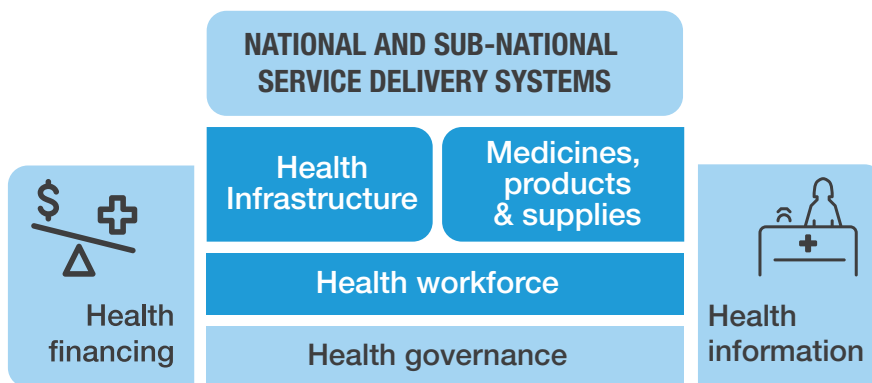 NATIONAL AND SUB-NATIONAL
SERVICE DELIVERY SYSTEMS
Health
Infrastructure
Medicines,
products
& supplies
Health workforce
Health governance
$
Health
financing
Health
information